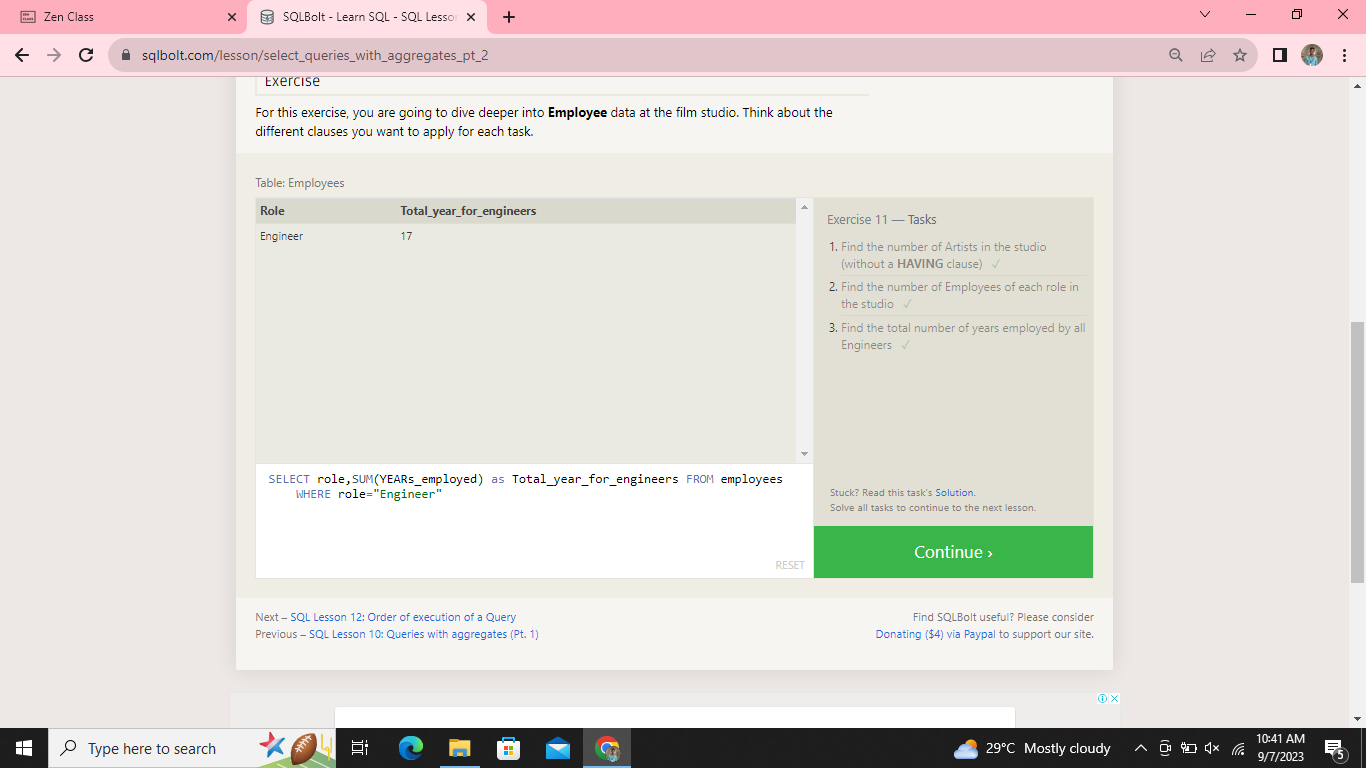 Zen Class
SQLBolt - Learn SQL - SQL Lesson
sqlbolt.com/lesson/select_queries_with_aggregates_pt_2
Exercise
For this exercise, you are going to dive deeper into Employee data at the film studio. Think about the
different clauses you want to apply for each task.
Table: Employees
Role Total_year_for_engineers
Engineer 17
SELECT role,SUM(YEARs_employed) as Total_year_for_engineers FROM employees
WHERE role="Engineer"
RESET
Exercise 11 — Tasks
1. Find the number of Artists in the studio
(without a HAVING clause) ✓
2. Find the number of Employees of each role in
the studio ✓
3. Find the total number of years employed by all
Engineers ✓
Stuck? Read this task's Solution.
Solve all tasks to continue to the next lesson.
Continue ›
Next – SQL Lesson 12: Order of execution of a Query
Previous – SQL Lesson 10: Queries with aggregates (Pt. 1)
Find SQLBolt useful? Please consider
Donating ($4) via Paypal to support our site.
Type here to search
29°C Mostly cloudy
10:41 AM
9/7/2023
5